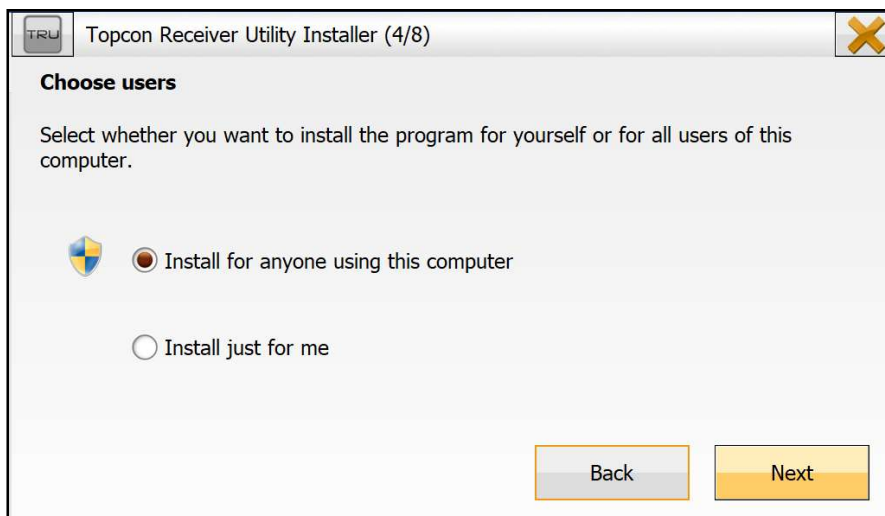 TRU Topcon Receiver Utility Installer (4/8)
Choose users
Select whether you want to install the program for yourself or for all users of this
computer.
Install for anyone using this computer
Install just for me
Back Next